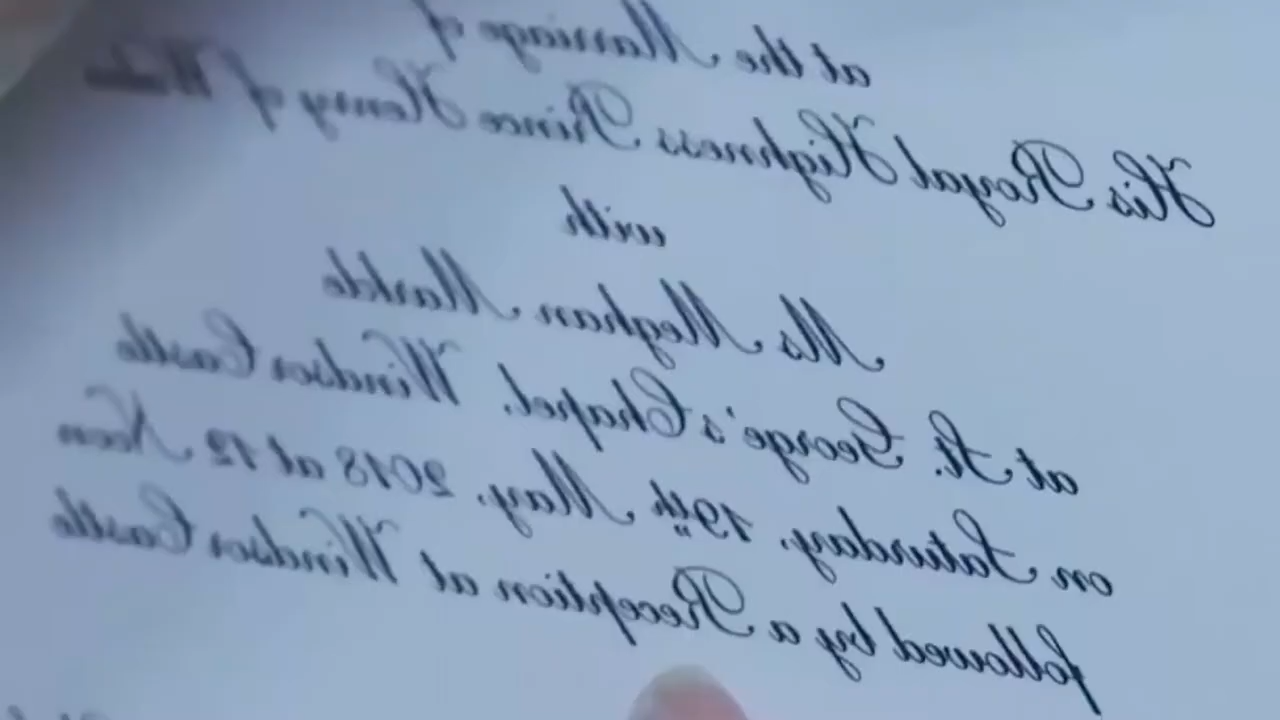 at the Marriage of
His Royal Highness Prince Henry of Wales
with
Ms. Meghan Markle
at St. George's Chapel, Windsor Castle
on Saturday, 19th May, 2018 at 12 Noon
followed by a Reception at Windsor Castle